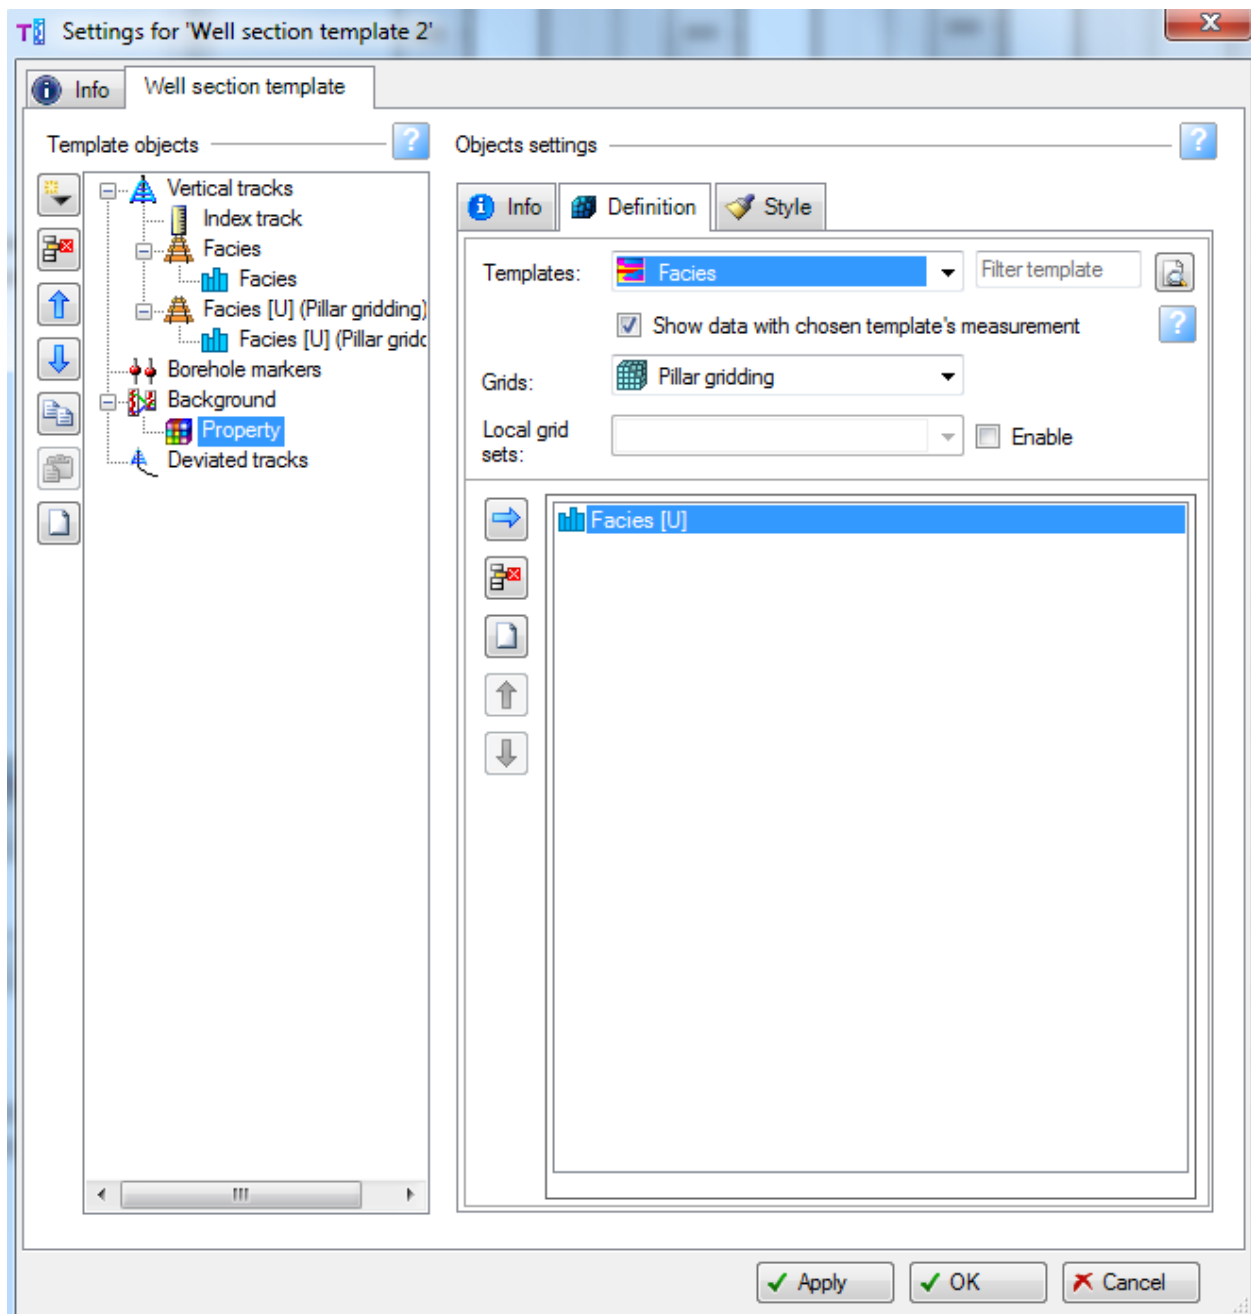 Settings for 'Well section template 2'
Info
Well section template
Template objects
Vertical tracks
Index track
Facies
Facies
Facies [U] (Pillar gridding)
Facies [U] (Pillar gridd
Borehole markers
Background
Property
Deviated tracks
Objects settings
Info
Definition
Style
Templates:
Facies
Filter template
Show data with chosen template's measurement
Grids:
Pillar gridding
Local grid
sets:
Enable
Facies [U]
Apply
OK
Cancel